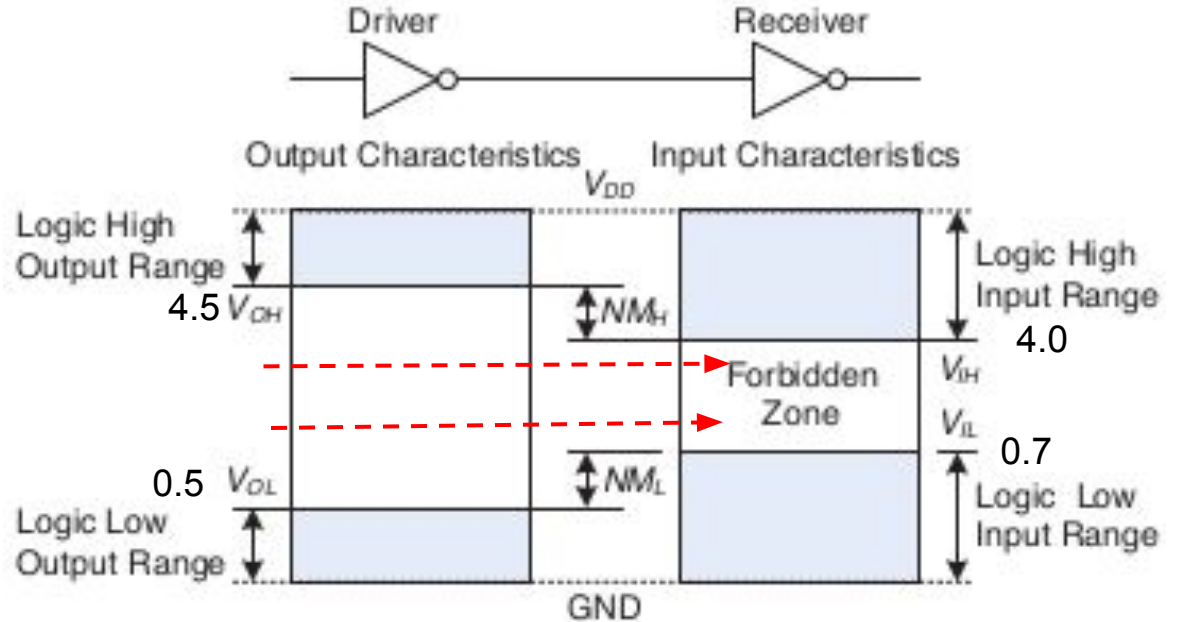 Driver
Receiver
Output Characteristics
Input Characteristics
VDD
Logic High
Output Range
Logic High
Input Range
4.5 VOH
NMH
4.0
Forbidden
Zone
VIH
VIL
0.7
0.5 VOL
NML
Logic Low
Input Range
Logic Low
Output Range
GND